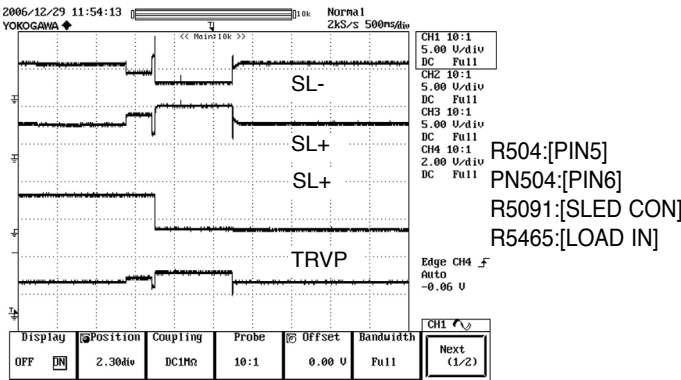 2006/12/29 11:54:13 10k Normal
YOKOGAWA ◆ 2kS/s 500ms/div
<< Main:10k >>
CH1 10:1
5.00 V/div
DC Full
CH2 10:1
5.00 V/div
DC Full
CH3 10:1
5.00 V/div
DC Full
CH4 10:1
2.00 V/div
DC Full
SL-
SL+
SL+
TRVP
R504:[PIN5]
PN504:[PIN6]
R5091:[SLED CON]
R5465:[LOAD IN]
Edge CH4
Auto
-0.06 V
CH1
Display Position Coupling Probe Offset Bandwidth
OFF ON 2.30div DC1MΩ 10:1 0.00 V Full
Next
(1/2)